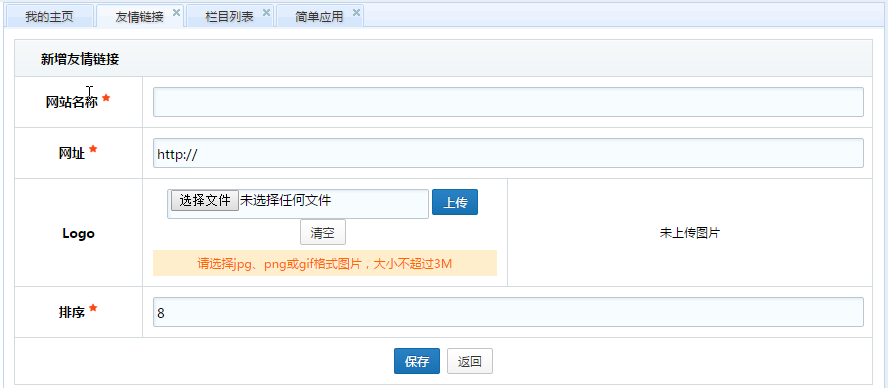 我的主页 友情链接 栏目列表 简单应用
新增友情链接
网站名称 *
网址 * http://
Logo 选择文件 未选择任何文件 上传
清空
未上传图片
请选择jpg、png或gif格式图片，大小不超过3M
排序 * 8
保存 返回